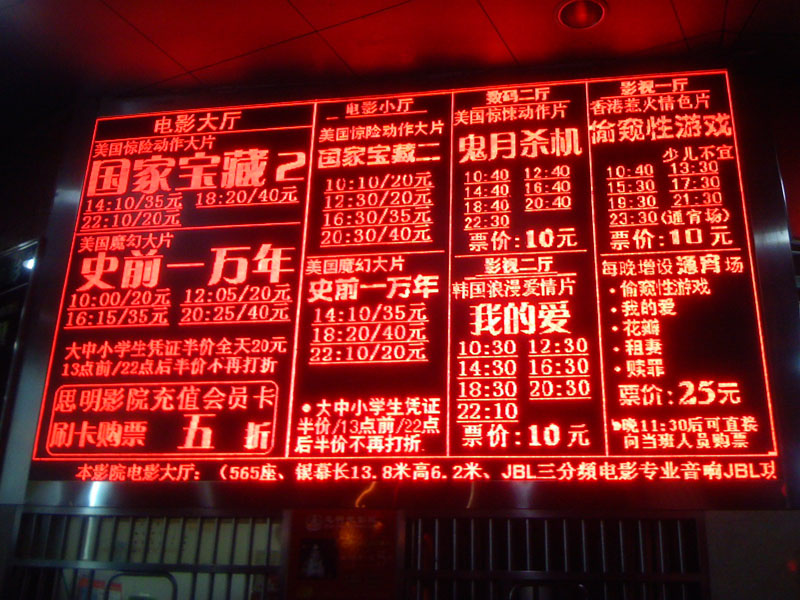 电影大厅
美国惊险动作大片
国家宝藏2
14:10/35元 18:20/40元
22:10/20元
美国魔幻大片
史前一万年
10:00/20元 12:05/20元
16:15/35元 20:25/40元
大中小学生凭证半价全天20元
13点前/22点后半价不再打折
思明影院充值会员卡
刷卡购票 五 折
电影小厅
美国惊险动作大片
国家宝藏二
10:10/20元
12:30/20元
16:30/35元
20:30/40元
美国魔幻大片
史前一万年
14:10/35元
18:20/40元
22:10/20元
•大中小学生凭证
半价/13点前/22点
后半价不再打折.
数码二厅
美国惊悚动作片
鬼月杀机
10:40 12:40
14:40 16:40
18:40 20:40
22:30
票价:10元
影视二厅
韩国浪漫爱情片
我的爱
10:30 12:30
14:30 16:30
18:30 20:30
22:10
票价:10元
影视一厅
香港惹火情色片
偷窥性游戏
少儿不宜
10:40 13:30
15:30 17:30
19:30 21:30
23:30(通宵场)
票价:10元
每晚增设通宵场
•偷窥性游戏
•我的爱
•花瓣
•租妻
•赎罪
票价:25元
晚11:30后可直接
向当班人员购票
本影院电影大厅:(565座、银幕长13.8米高6.2米、JBL三分频电影专业音响JBL功